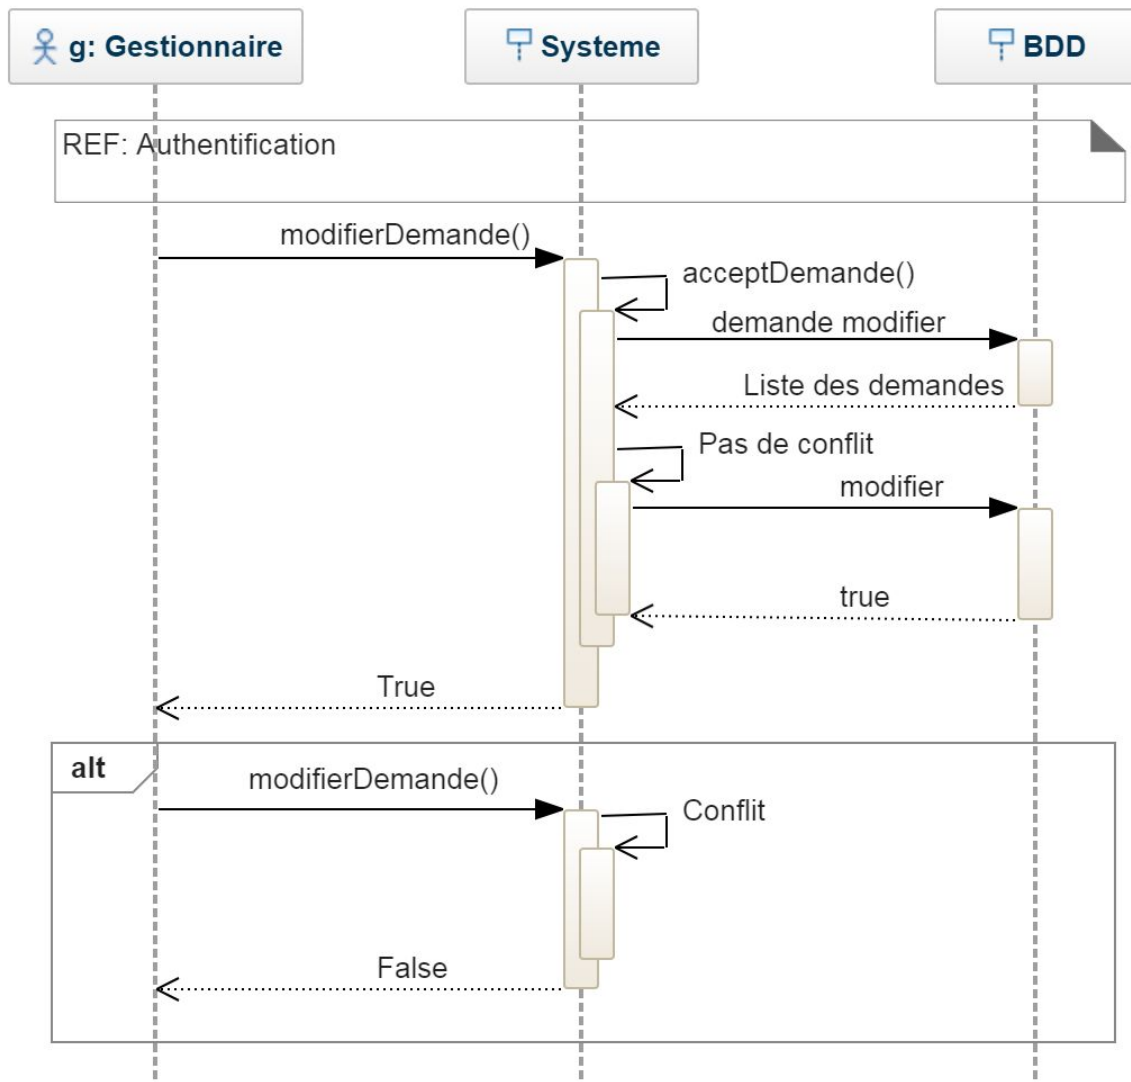 g: Gestionnaire
Systeme
BDD
REF: Authentification
modifierDemande()
acceptDemande()
demande modifier
Liste des demandes
Pas de conflit
modifier
true
True
alt
modifierDemande()
Conflit
False